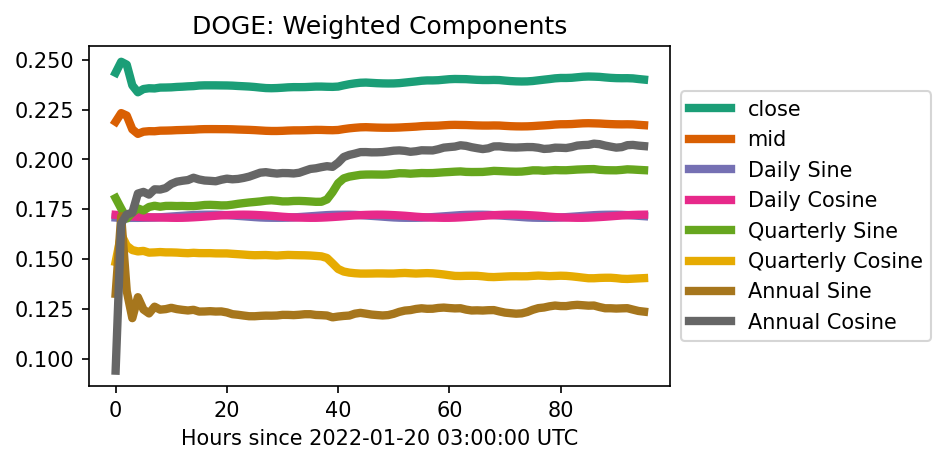 DOGE: Weighted Components
0.250
0.225
0.200
0.175
0.150
0.125
0.100
0
20
40
60
80
Hours since 2022-01-20 03:00:00 UTC
close
mid
Daily Sine
Daily Cosine
Quarterly Sine
Quarterly Cosine
Annual Sine
Annual Cosine